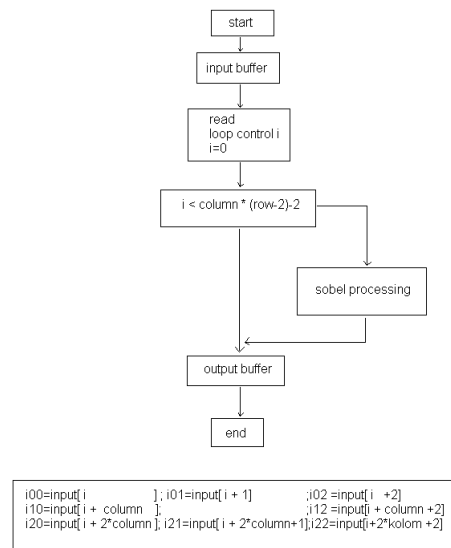 start
input buffer
read
loop control i
i=0
i < column * (row-2)-2
sobel processing
output buffer
end
i00=input[ i ] ; i01=input[ i + 1] ;i02 =input[ i +2]
i10=input[ i + column ]; ;i12 =input[i + column +2]
i20=input[ i + 2*column ]; i21=input[ i + 2*column+1];i22=input[i+2*kolom +2]